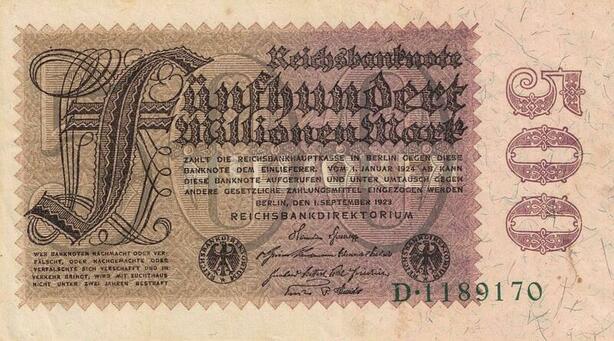 Reichsbanknote
Fünfhundert
Millionen Mark
ZAHLT DIE REICHSBANKHAUPTKASSE IN BERLIN GEGEN DIESE
BANKNOTE DEM EINLIEFERER. VOM 1. JANUAR 1924 AB KANN
DIESE BANKNOTE AUFGERUFEN UND UNTER UMTAUSCH GEGEN
ANDERE GESETZLICHE ZAHLUNGSMITTEL EINGEZOGEN WERDEN
BERLIN, DEN 1. SEPTEMBER 1923
REICHSBANKDIREKTORIUM
WER BANKNOTEN NACHMACHT ODER VER-
FÄLSCHT, ODER NACHGEMACHTE ODER
VERFÄLSCHTE SICH VERSCHAFFT UND IN
VERKEHR BRINGT, WIRD MIT ZUCHTHAUS
NICHT UNTER ZWEI JAHREN BESTRAFT
D·1189170
500